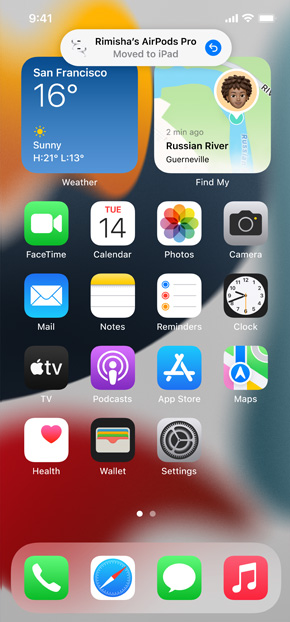 9:41
Rimisha's AirPods Pro
Moved to iPad
San Francisco
16°
Sunny
H:21° L:13°
2 min ago
Russian River
Guerneville
Weather
Find My
TUE
14
FaceTime
Calendar
Photos
Camera
Mail
Notes
Reminders
Clock
tv
TV
Podcasts
App Store
Maps
Health
Wallet
Settings